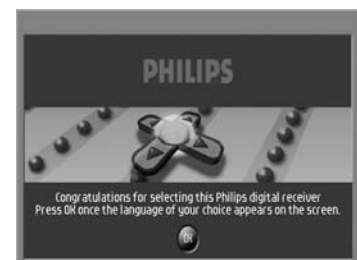 PHILIPS
Congratulations for selecting this Philips digital receiver
Press OK once the language of your choice appears on the screen.
OK